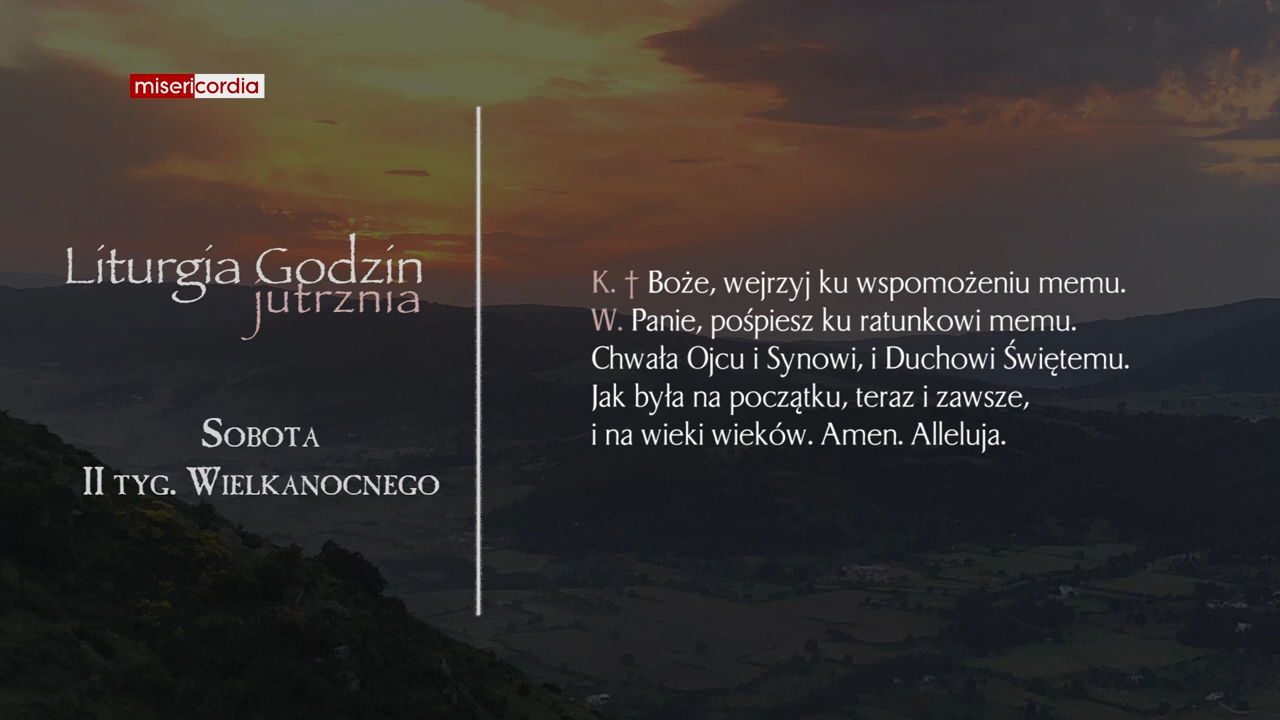 misericordia
Liturgia Godzin
jutrznia
Sobota
II tyg. Wielkanocnego
K. † Boże, wejrzyj ku wspomożeniu memu.
W. Panie, pośpiesz ku ratunkowi memu.
Chwała Ojcu i Synowi, i Duchowi Świętemu.
Jak była na początku, teraz i zawsze,
i na wieki wieków. Amen. Alleluja.